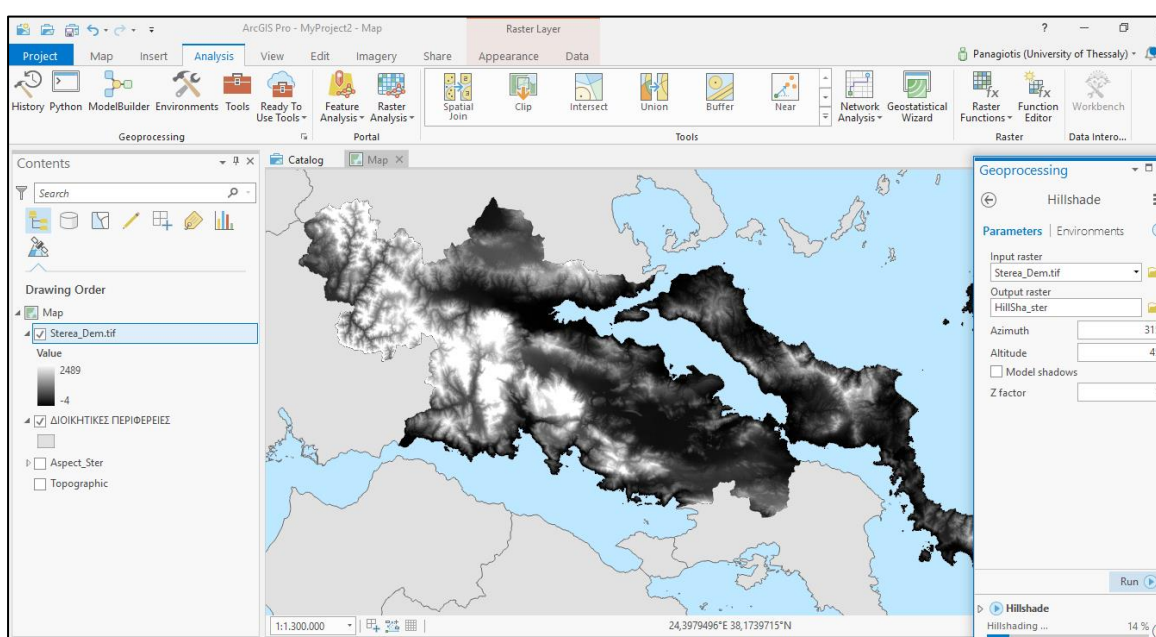 ArcGIS Pro - MyProject2 - Map
Raster Layer
?
Project Map Insert Analysis View Edit Imagery Share Appearance Data
Panagiotis (University of Thessaly)
History Python ModelBuilder Environments Tools Ready To Use Tools
Feature Analysis Raster Analysis
Spatial Join Clip Intersect Union Buffer Near
Network Analysis Geostatistical Wizard
Raster Functions Function Editor
Workbench
Geoprocessing Portal Tools Raster Data Intero...
Contents
Catalog
Map
Search
Drawing Order
Map
Sterea_Dem.tif
Value
2489
-4
ΔΙΟΙΚΗΤΙΚΕΣ ΠΕΡΙΦΕΡΕΙΕΣ
Aspect_Ster
Topographic
1:1.300.000
24,3979496°E 38,1739715°N
Geoprocessing
Hillshade
Parameters | Environments
Input raster
Sterea_Dem.tif
Output raster
HillSha_ster
Azimuth
Altitude
Model shadows
Z factor
Run
Hillshade
Hillshading ... 14 %